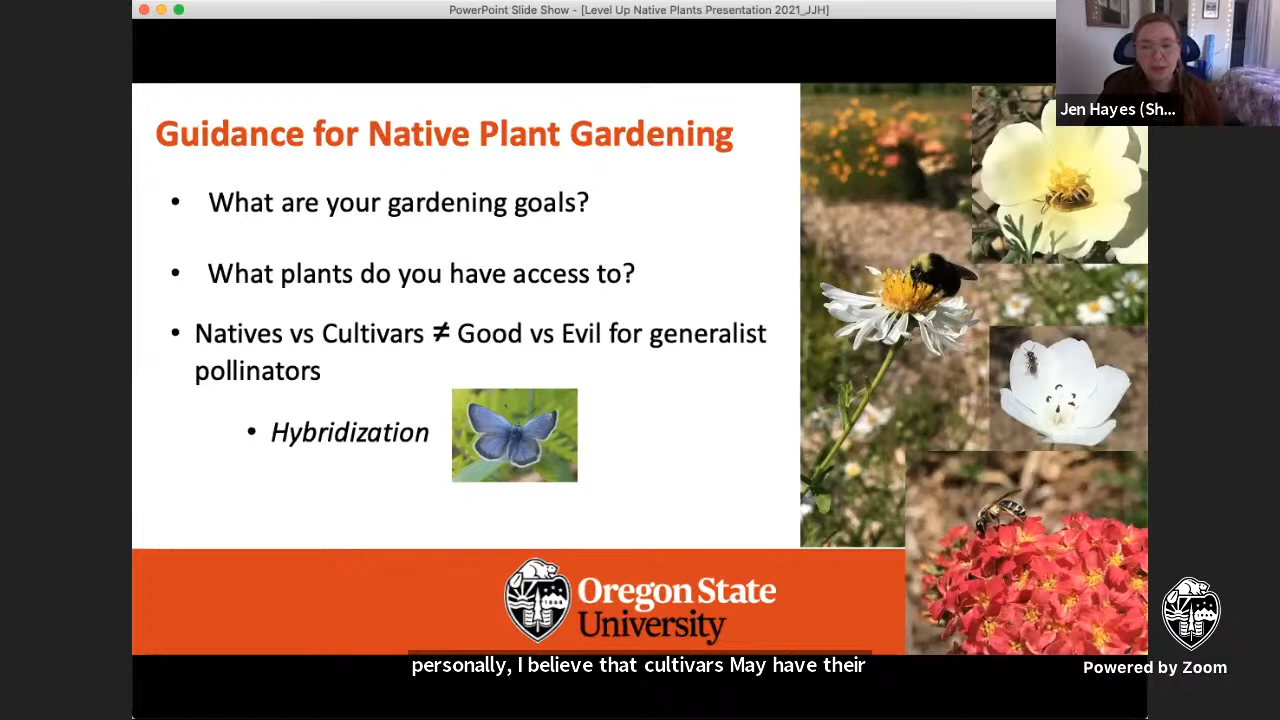 PowerPoint Slide Show - [Level Up Native Plants Presentation 2021_JJH]
Jen Hayes (Sh...
Guidance for Native Plant Gardening
• What are your gardening goals?
• What plants do you have access to?
• Natives vs Cultivars ≠ Good vs Evil for generalist
pollinators
• Hybridization
Oregon State
University
personally, I believe that cultivars May have their
Powered by Zoom